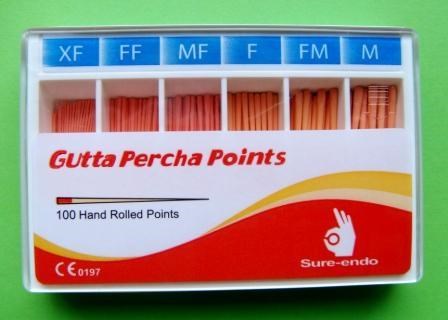 XF FF MF F FM M
Gutta Percha Points
100 Hand Rolled Points
Sure-endo
CE 0197